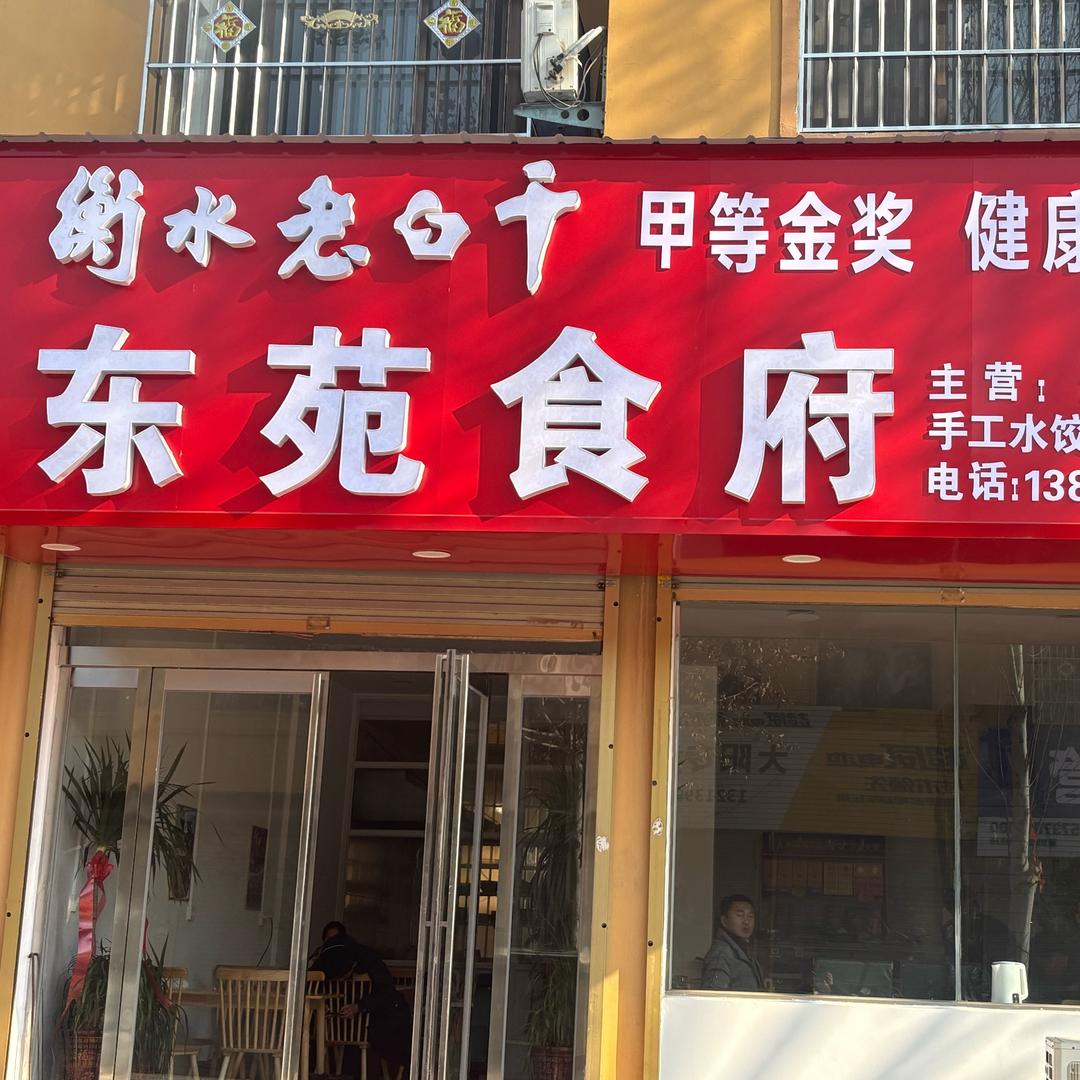 衡水老白干 甲等金奖 健康
东苑食府
主营:
手工水饺
电话:138